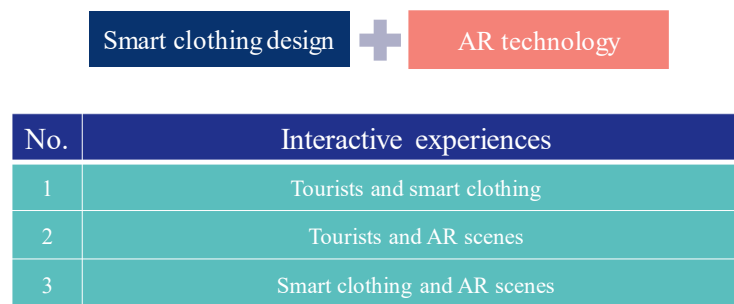 Smart clothing design AR technology
No. Interactive experiences
1 Tourists and smart clothing
2 Tourists and AR scenes
3 Smart clothing and AR scenes